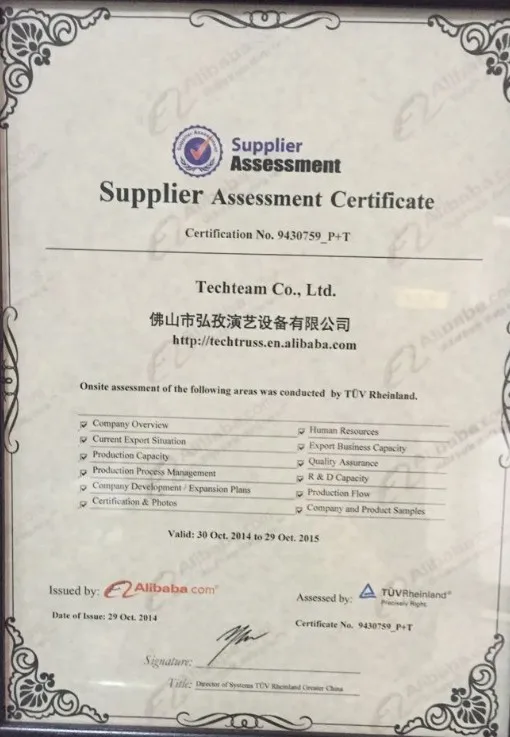 Supplier Assessment
Supplier
Assessment
Supplier Assessment Certificate
Certification No. 9430759_P+T
Techteam Co., Ltd.
佛山市弘孜演艺设备有限公司
http://techtruss.en.alibaba.com
Onsite assessment of the following areas was conducted by TÜV Rheinland.
Company Overview
Current Export Situation
Production Capacity
Production Process Management
Company Development / Expansion Plans
Certification & Photos
Human Resources
Export Business Capacity
Quality Assurance
R & D Capacity
Production Flow
Company and Product Samples
Valid: 30 Oct. 2014 to 29 Oct. 2015
Issued by: Alibaba.com®
Date of Issue: 29 Oct. 2014
Assessed by: TÜVRheinland®
Precisely Right.
Certificate No. 9430759_P+T
Signature:
Title: Director of Systems TÜV Rheinland Greater China